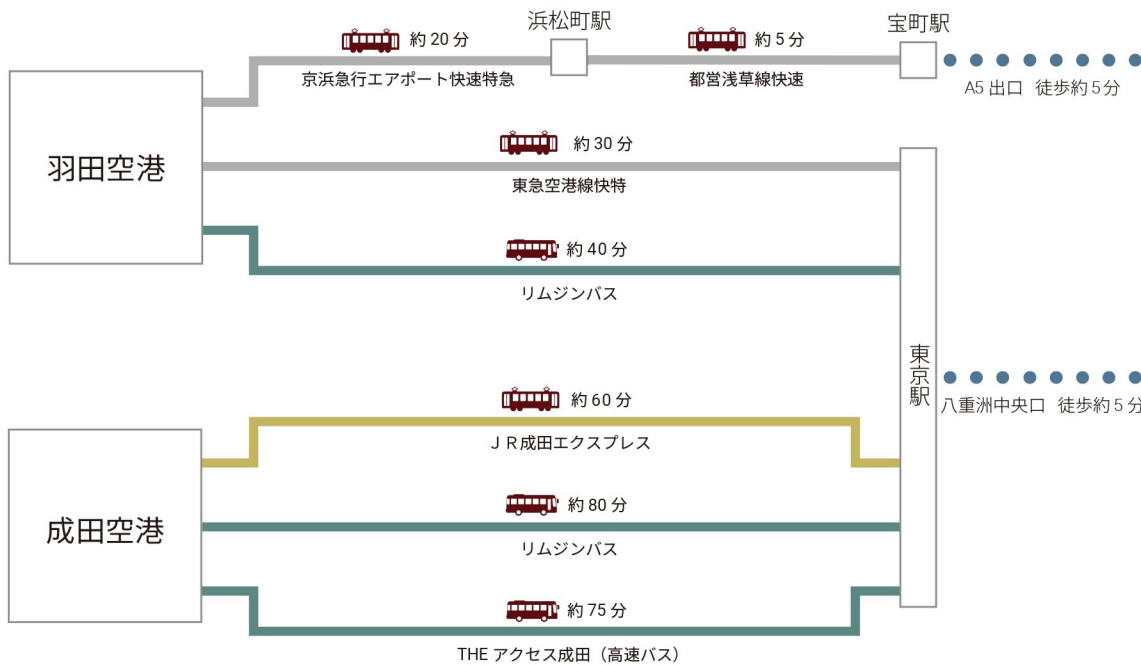 浜松町駅
宝町駅
約 20 分
約 5 分
京浜急行エアポート快速特急
都営浅草線快速
A5 出口 徒歩約 5 分
羽田空港
約 30 分
東急空港線快特
約 40 分
リムジンバス
東京駅
八重洲中央口 徒歩約 5 分
約 60 分
ＪＲ成田エクスプレス
成田空港
約 80 分
リムジンバス
約 75 分
THE アクセス成田（高速バス）